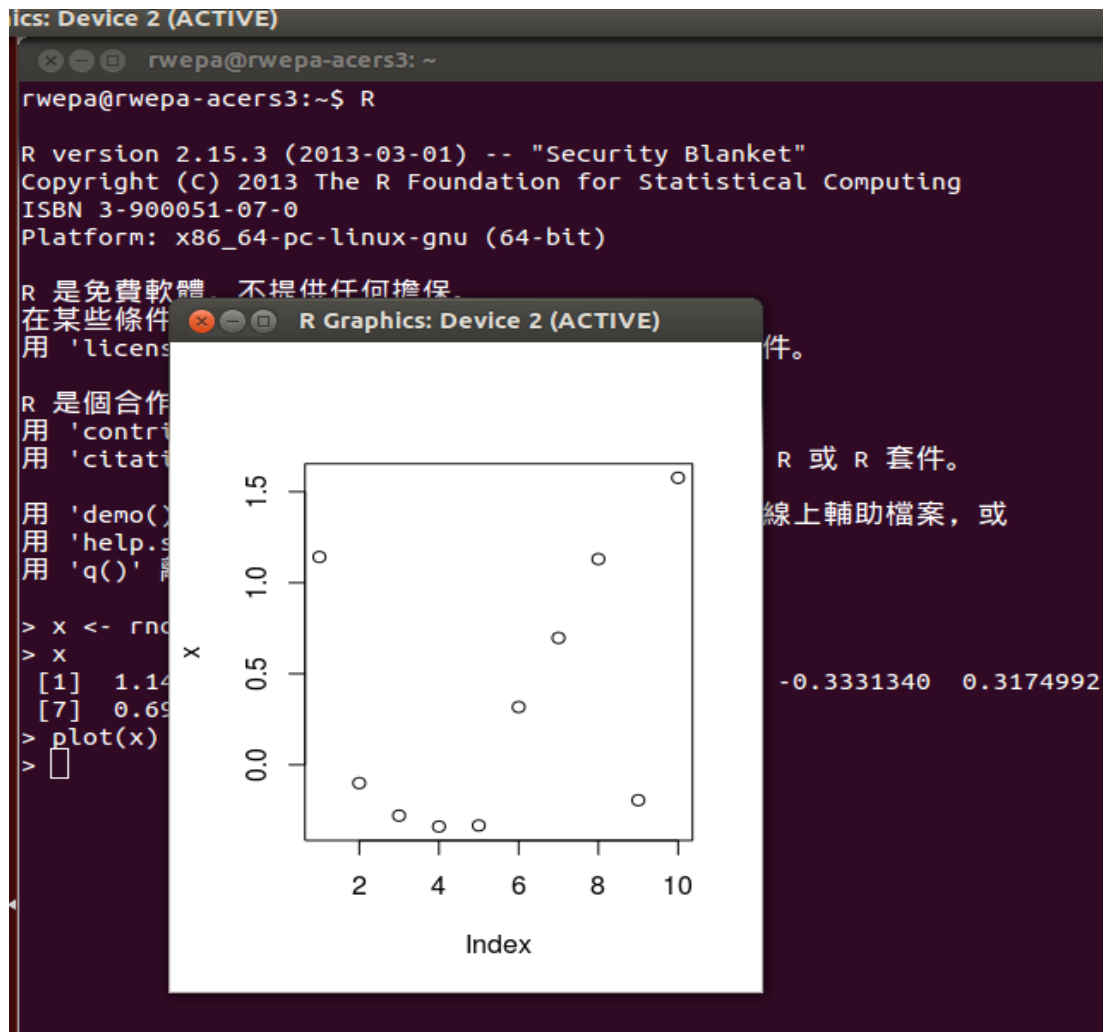 ics: Device 2 (ACTIVE)
rwepa@rwepa-acers3: ~
rwepa@rwepa-acers3:~$ R
R version 2.15.3 (2013-03-01) -- "Security Blanket"
Copyright (C) 2013 The R Foundation for Statistical Computing
ISBN 3-900051-07-0
Platform: x86_64-pc-linux-gnu (64-bit)
R 是免費軟體，不提供任何擔保。
在某些條件
用 'licens
件。
R 是個合作
用 'contri
用 'citati
R 或 R 套件。
用 'demo()
線上輔助檔案，或
用 'help.s
用 'q()'
> x <- rno
> x
[1] 1.14
-0.3331340 0.3174992
[7] 0.69
> plot(x)
>
R Graphics: Device 2 (ACTIVE)
1.5
1.0
0.5
0.0
x
2 4 6 8 10
Index